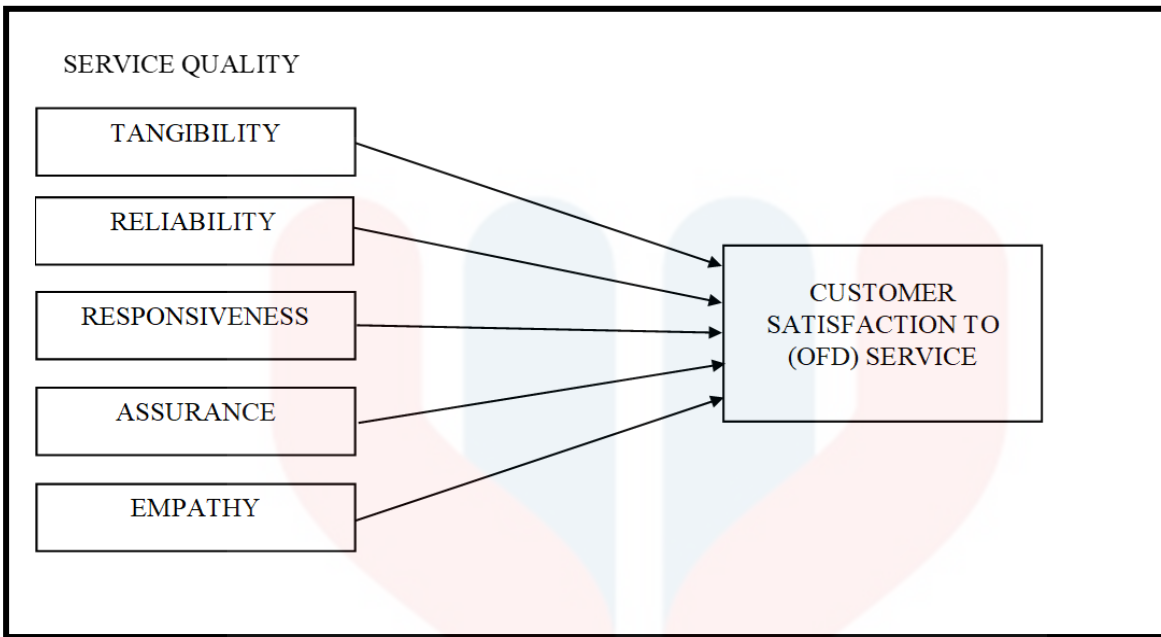 SERVICE QUALITY
TANGIBILITY
RELIABILITY
RESPONSIVENESS
ASSURANCE
EMPATHY
CUSTOMER
SATISFACTION TO
(OFD) SERVICE